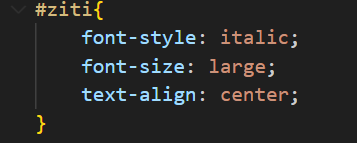 #ziti{
    font-style: italic;
    font-size: large;
    text-align: center;
}